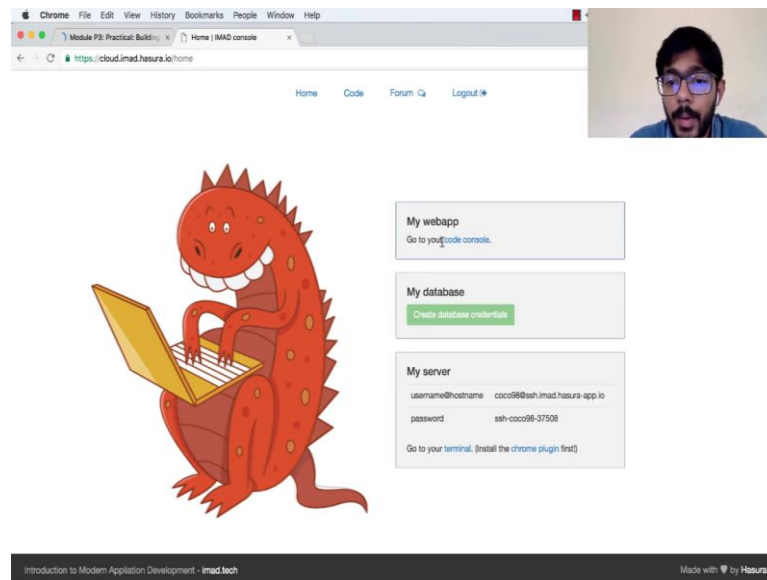 Chrome File Edit View History Bookmarks People Window Help
Module P3: Practical: Building x Home | IMAD console x
https://cloud.imad.hasura.io/home
Home Code Forum Logout
My webapp
Go to your code console.
My database
Create database credentials
My server
username@hostname coco98@ssh.imad.hasura-app.io
password ssh-coco98-37508
Go to your terminal. (Install the chrome plugin first!)
Introduction to Modern Appliation Development - imad.tech Made with by Hasura